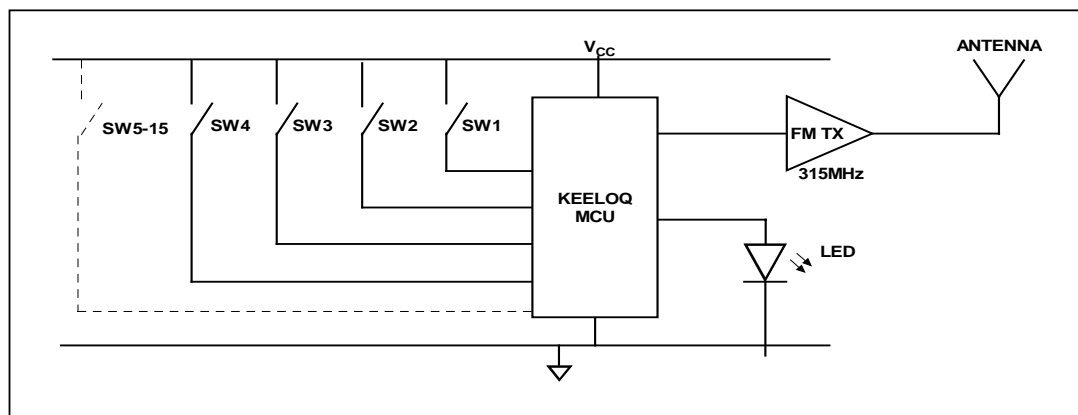 VCC
ANTENNA
SW5-15
SW4
SW3
SW2
SW1
FM TX
315MHz
KEELOQ
MCU
LED